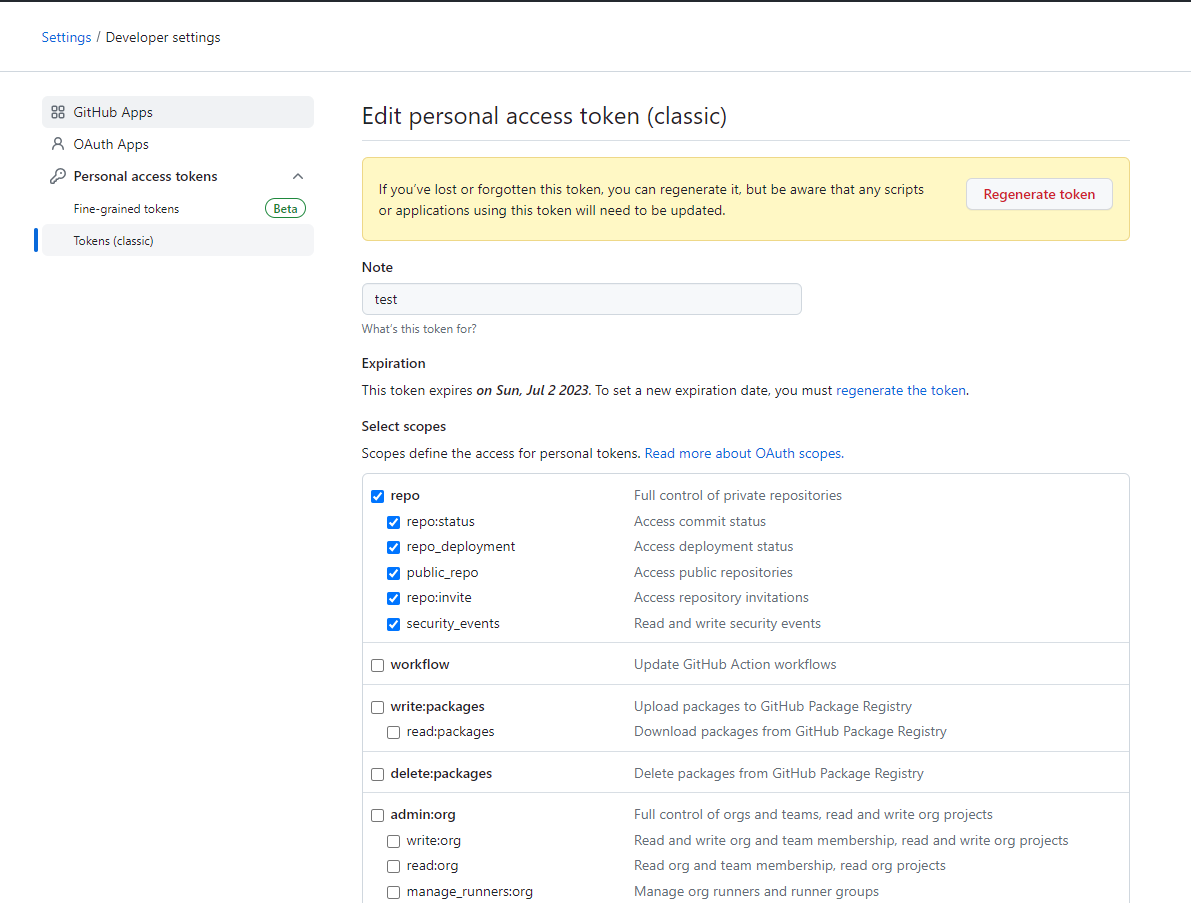 Settings / Developer settings
GitHub Apps
OAuth Apps
Personal access tokens
Fine-grained tokens Beta
Tokens (classic)
Edit personal access token (classic)
If you’ve lost or forgotten this token, you can regenerate it, but be aware that any scripts
or applications using this token will need to be updated.
Regenerate token
Note
test
What’s this token for?
Expiration
This token expires on Sun, Jul 2 2023. To set a new expiration date, you must regenerate the token.
Select scopes
Scopes define the access for personal tokens. Read more about OAuth scopes.
repo Full control of private repositories
repo:status Access commit status
repo_deployment Access deployment status
public_repo Access public repositories
repo:invite Access repository invitations
security_events Read and write security events
workflow Update GitHub Action workflows
write:packages Upload packages to GitHub Package Registry
read:packages Download packages from GitHub Package Registry
delete:packages Delete packages from GitHub Package Registry
admin:org Full control of orgs and teams, read and write org projects
write:org Read and write org and team membership, read and write org projects
read:org Read org and team membership, read org projects
manage_runners:org Manage org runners and runner groups